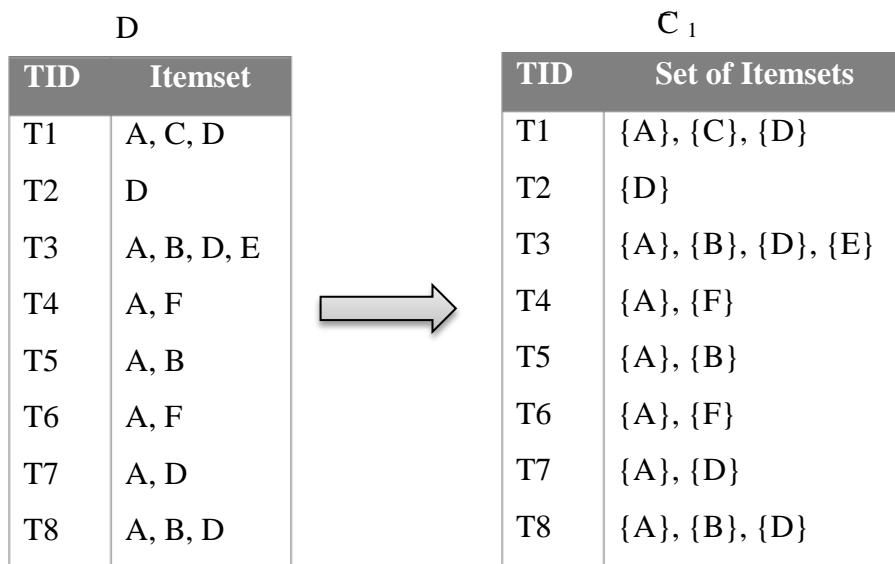 D
TID Itemset
T1 A, C, D
T2 D
T3 A, B, D, E
T4 A, F
T5 A, B
T6 A, F
T7 A, D
T8 A, B, D
C̄ 1
TID Set of Itemsets
T1 {A}, {C}, {D}
T2 {D}
T3 {A}, {B}, {D}, {E}
T4 {A}, {F}
T5 {A}, {B}
T6 {A}, {F}
T7 {A}, {D}
T8 {A}, {B}, {D}